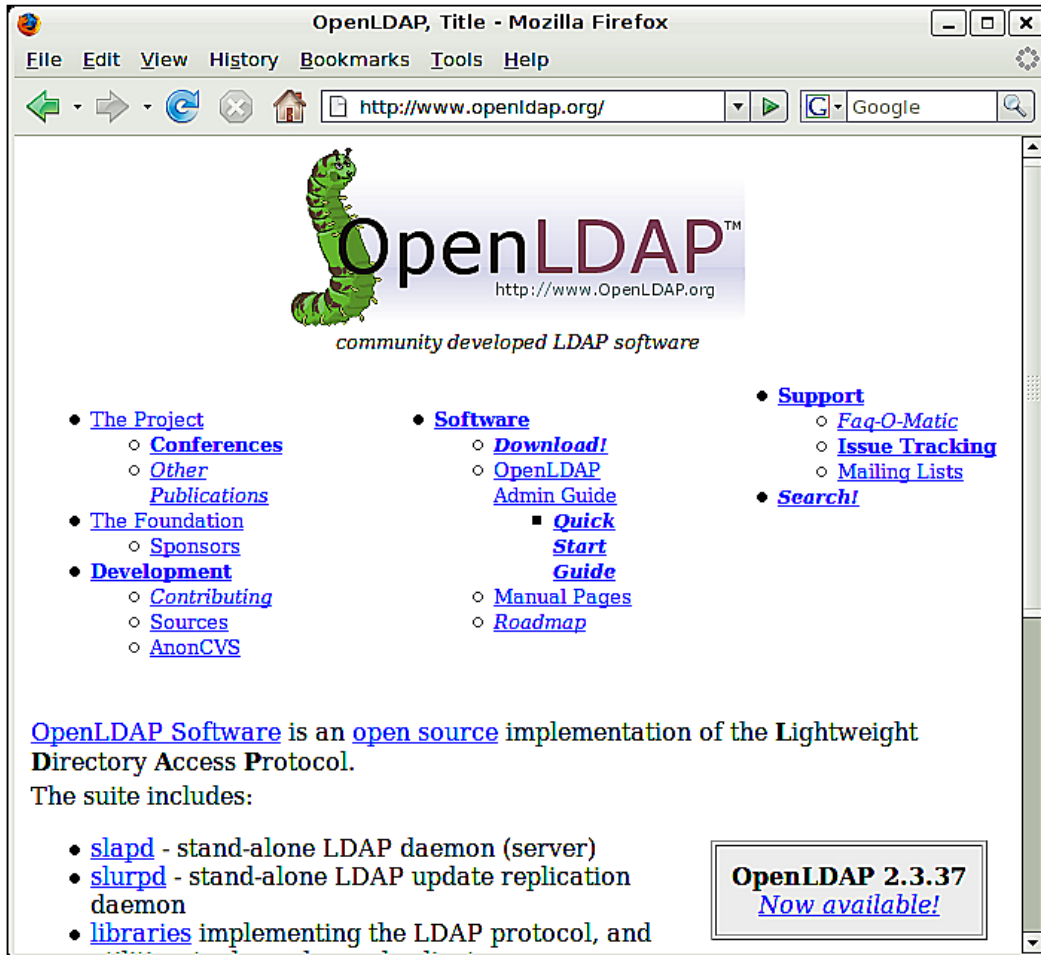 OpenLDAP, Title - Mozilla Firefox
File Edit View History Bookmarks Tools Help
http://www.openldap.org/
G Google
OpenLDAP™
http://www.OpenLDAP.org
community developed LDAP software
The Project
Conferences
Other
Publications
The Foundation
Sponsors
Development
Contributing
Sources
AnonCVS
Software
Download!
OpenLDAP
Admin Guide
Quick
Start
Guide
Manual Pages
Roadmap
Support
Faq-O-Matic
Issue Tracking
Mailing Lists
Search!
OpenLDAP Software is an open source implementation of the Lightweight
Directory Access Protocol.
The suite includes:
slapd - stand-alone LDAP daemon (server)
slurpd - stand-alone LDAP update replication
daemon
libraries implementing the LDAP protocol, and
OpenLDAP 2.3.37
Now available!